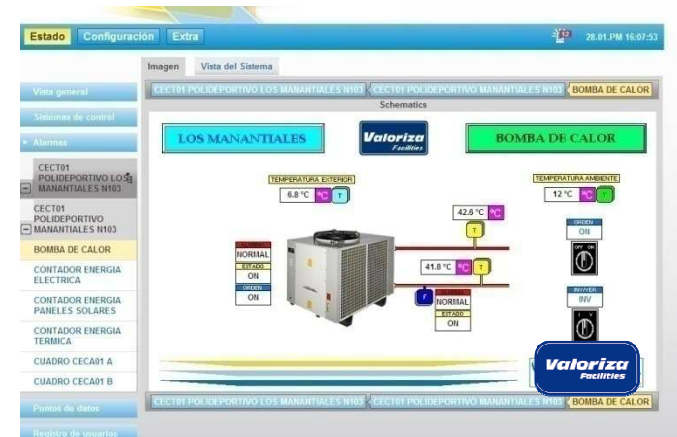 Estado Configuración Extra
32 28.01.PM 16:07:53
Imagen Vista del Sistema
Vista general
CECT01 POLIDEPORTIVO LOS MANANTIALES N103 CECT01 POLIDEPORTIVO MANANTIALES N103 BOMBA DE CALOR
Schematics
Sistemas de control
Alarmas
LOS MANANTIALES
Valoriza
Facilities
BOMBA DE CALOR
CECT01
POLIDEPORTIVO LOS
MANANTIALES N103
CECT01
POLIDEPORTIVO
MANANTIALES N103
BOMBA DE CALOR
CONTADOR ENERGIA
ELECTRICA
CONTADOR ENERGIA
PANELES SOLARES
CONTADOR ENERGIA
TERMICA
CUADRO CECA01 A
CUADRO CECA01 B
Puntos de datos
Registro de usuarios
TEMPERATURA EXTERIOR
6.8 °C ºC T
TEMPERATURA AMBIENTE
12 °C ºC T
42.6 °C ºC
T
41.8 °C ºC T
NORMAL
ESTADO
ON
ORDEN
ON
NORMAL
ESTADO
ON
ORDEN
ON
OFF ON
INV/VER
INV
I V
Valoriza
Facilities
CECT01 POLIDEPORTIVO LOS MANANTIALES N103 CECT01 POLIDEPORTIVO MANANTIALES N103 BOMBA DE CALOR